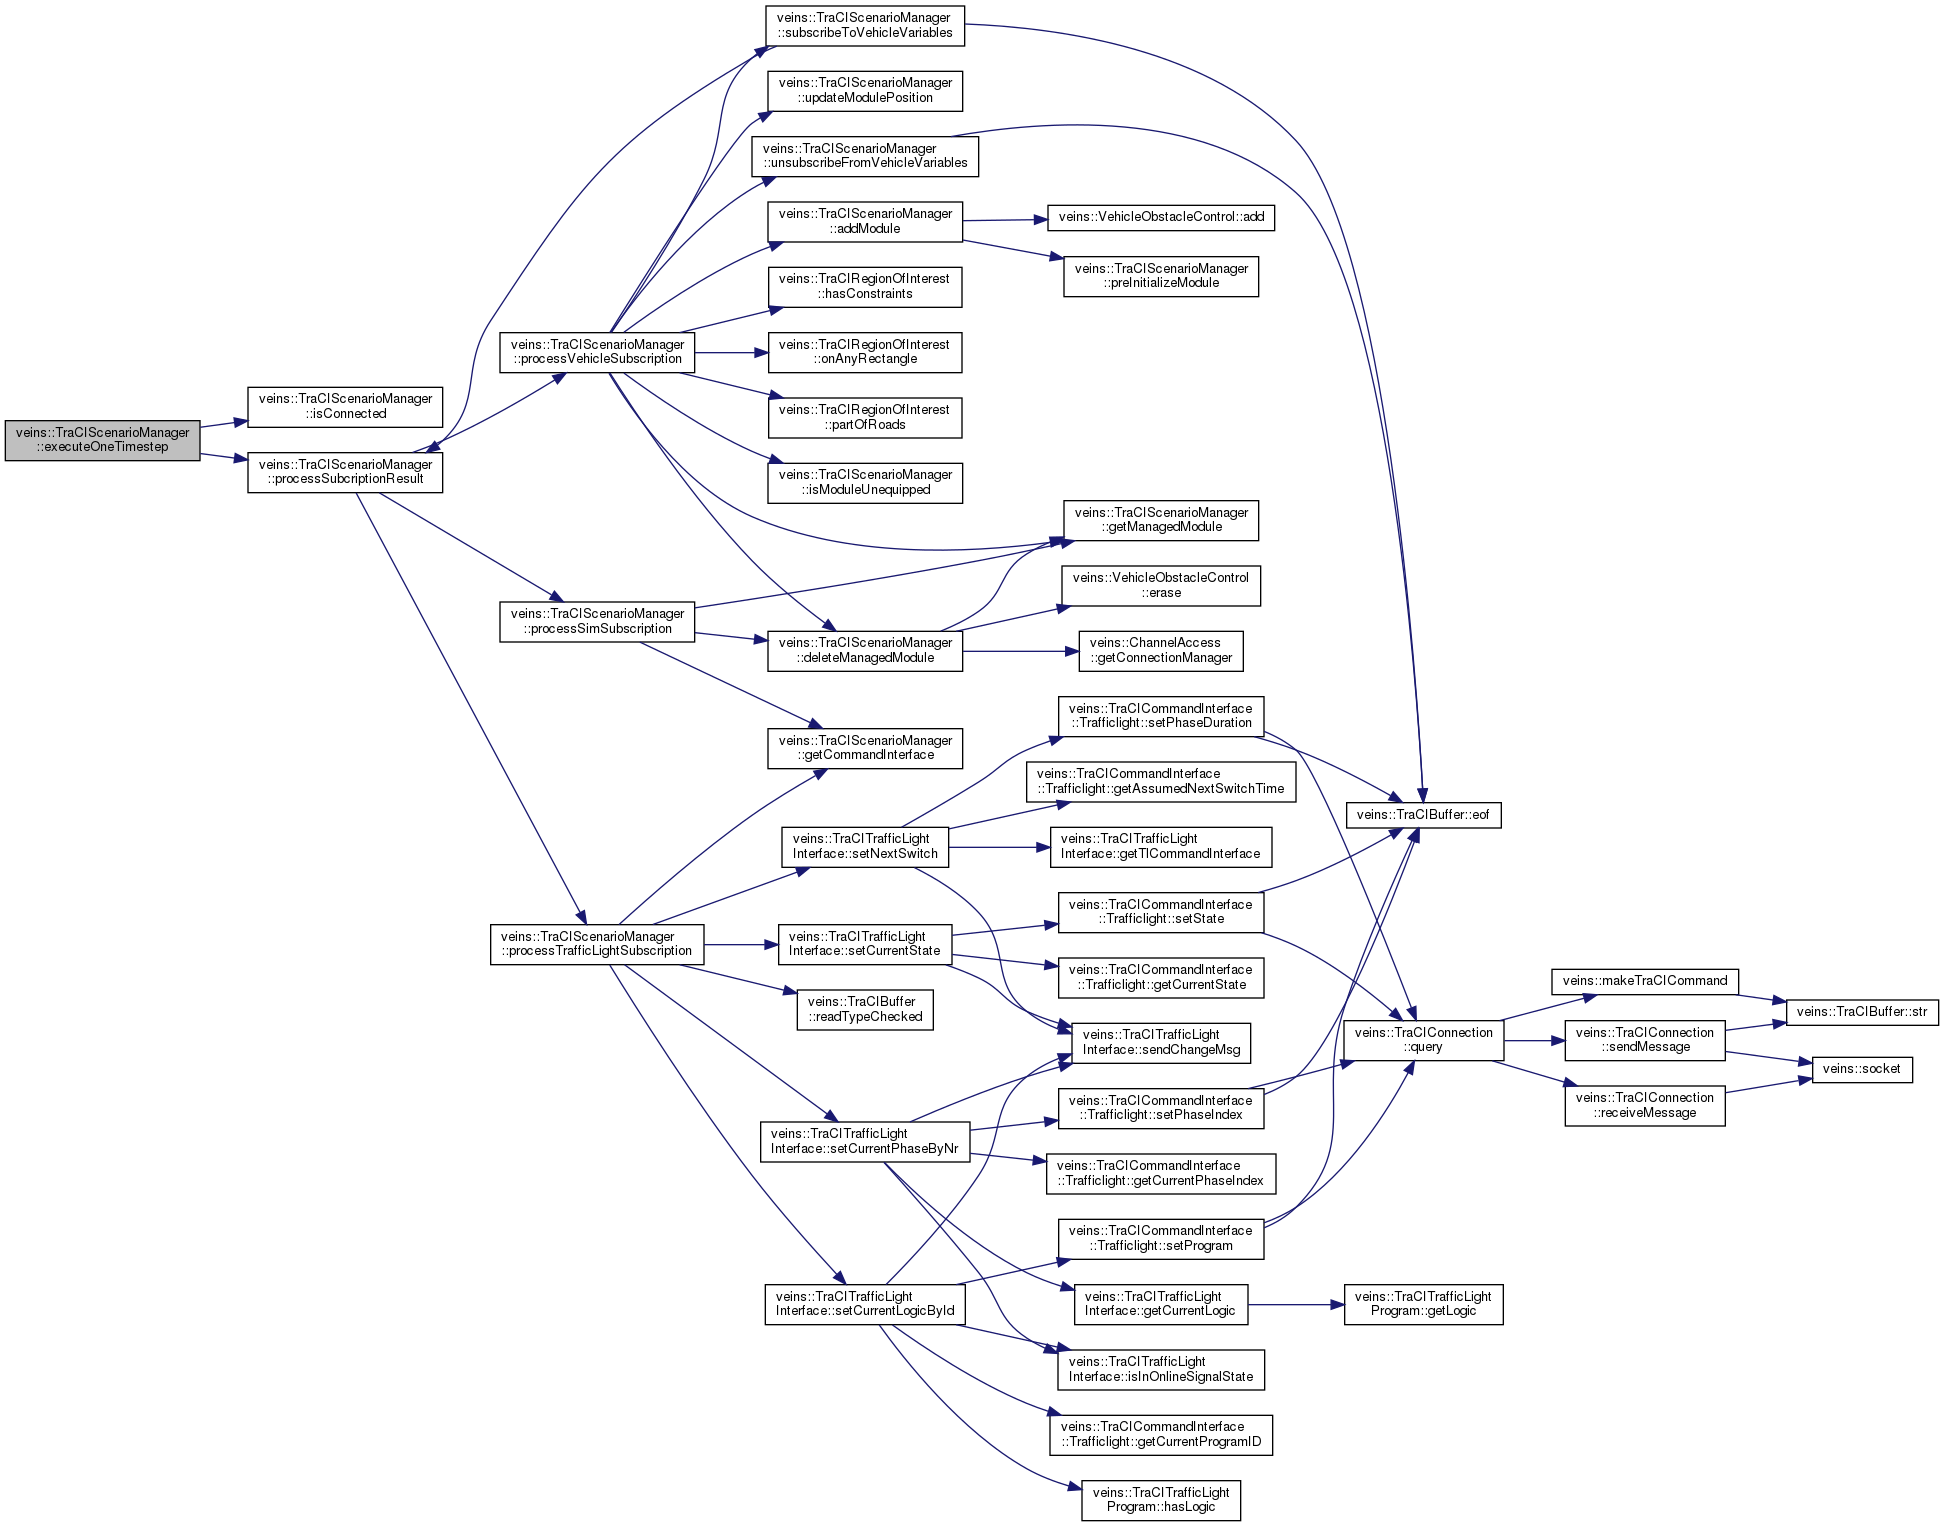 veins::TraCIScenarioManager
::executeOneTimestep
veins::TraCIScenarioManager
::isConnected
veins::TraCIScenarioManager
::processSubcriptionResult
veins::TraCIScenarioManager
::processVehicleSubscription
veins::TraCIScenarioManager
::processSimSubscription
veins::TraCIScenarioManager
::processTrafficLightSubscription
veins::TraCIScenarioManager
::subscribeToVehicleVariables
veins::TraCIScenarioManager
::updateModulePosition
veins::TraCIScenarioManager
::unsubscribeFromVehicleVariables
veins::TraCIScenarioManager
::addModule
veins::TraCIRegionOfInterest
::hasConstraints
veins::TraCIRegionOfInterest
::onAnyRectangle
veins::TraCIRegionOfInterest
::partOfRoads
veins::TraCIScenarioManager
::isModuleUnequipped
veins::TraCIScenarioManager
::deleteManagedModule
veins::TraCIScenarioManager
::getCommandInterface
veins::TraCITrafficLight
Interface::setNextSwitch
veins::TraCITrafficLight
Interface::setCurrentState
veins::TraCIBuffer
::readTypeChecked
veins::TraCITrafficLight
Interface::setCurrentPhaseByNr
veins::TraCITrafficLight
Interface::setCurrentLogicById
veins::VehicleObstacleControl::add
veins::TraCIScenarioManager
::preInitializeModule
veins::TraCIScenarioManager
::getManagedModule
veins::VehicleObstacleControl
::erase
veins::ChannelAccess
::getConnectionManager
veins::TraCICommandInterface
::Trafficlight::setPhaseDuration
veins::TraCICommandInterface
::Trafficlight::getAssumedNextSwitchTime
veins::TraCITrafficLight
Interface::getTlCommandInterface
veins::TraCICommandInterface
::Trafficlight::setState
veins::TraCICommandInterface
::Trafficlight::getCurrentState
veins::TraCITrafficLight
Interface::sendChangeMsg
veins::TraCICommandInterface
::Trafficlight::setPhaseIndex
veins::TraCICommandInterface
::Trafficlight::getCurrentPhaseIndex
veins::TraCICommandInterface
::Trafficlight::setProgram
veins::TraCITrafficLight
Interface::getCurrentLogic
veins::TraCITrafficLight
Interface::isInOnlineSignalState
veins::TraCICommandInterface
::Trafficlight::getCurrentProgramID
veins::TraCITrafficLight
Program::hasLogic
veins::TraCIBuffer::eof
veins::TraCIConnection
::query
veins::TraCITrafficLight
Program::getLogic
veins::makeTraCICommand
veins::TraCIConnection
::sendMessage
veins::TraCIConnection
::receiveMessage
veins::TraCIBuffer::str
veins::socket